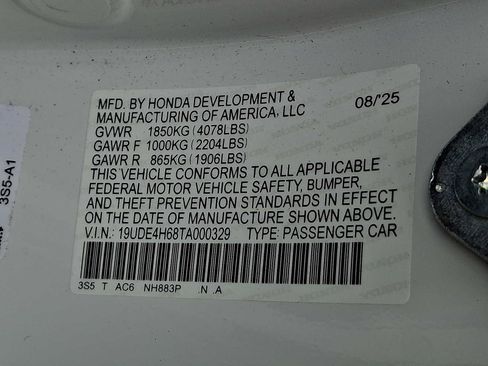 MFD. BY HONDA DEVELOPMENT &
MANUFACTURING OF AMERICA, LLC 08/'25
GVWR 1850KG (4078LBS)
GAWR F 1000KG (2204LBS)
GAWR R 865KG (1906LBS)
THIS VEHICLE CONFORMS TO ALL APPLICABLE
FEDERAL MOTOR VEHICLE SAFETY, BUMPER,
AND THEFT PREVENTION STANDARDS IN EFFECT
ON THE DATE OF MANUFACTURE SHOWN ABOVE.
V.I.N.: 19UDE4H68TA000329 TYPE: PASSENGER CAR
3S5 T AC6 NH883P .N .A
3S5-A1